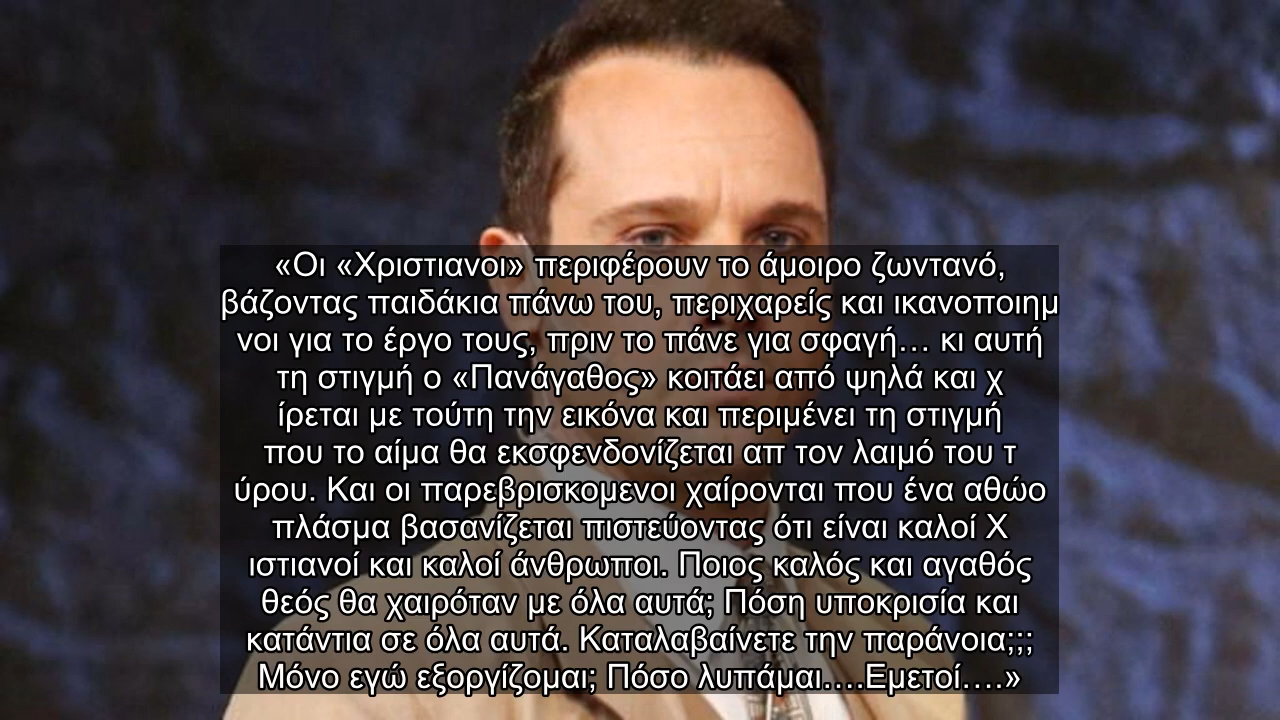 «Οι «Χριστιανοι» περιφέρουν το άμοιρο ζωντανό,
βάζοντας παιδάκια πάνω του, περιχαρείς και ικανοποιημ
νοι για το έργο τους, πριν το πάνε για σφαγή… κι αυτή
τη στιγμή ο «Πανάγαθος» κοιτάει από ψηλά και χ
ίρεται με τούτη την εικόνα και περιμένει τη στιγμή
που το αίμα θα εκσφενδονίζεται απ τον λαιμό του τ
ύρου. Και οι παρεβρισκομενοι χαίρονται που ένα αθώο
πλάσμα βασανίζεται πιστεύοντας ότι είναι καλοί Χ
ιστιανοί και καλοί άνθρωποι. Ποιος καλός και αγαθός
θεός θα χαιρόταν με όλα αυτά; Πόση υποκρισία και
κατάντια σε όλα αυτά. Καταλαβαίνετε την παράνοια;;;
Μόνο εγώ εξοργίζομαι; Πόσο λυπάμαι….Εμετοί….»